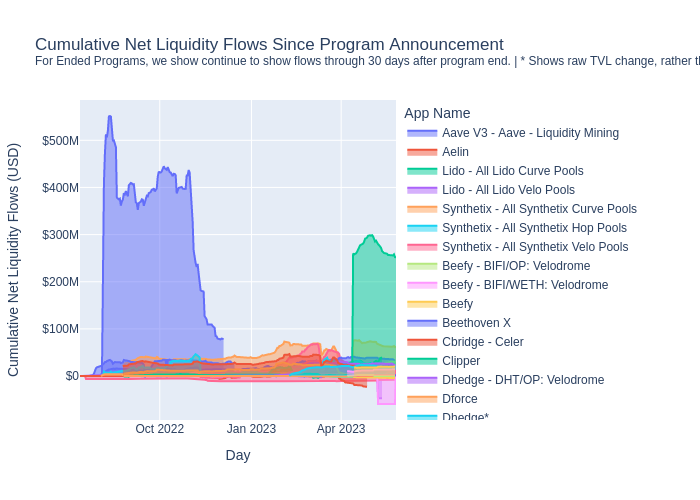 Cumulative Net Liquidity Flows Since Program Announcement
For Ended Programs, we show continue to show flows through 30 days after program end. | * Shows raw TVL change, rather
App Name
Aave V3 - Aave - Liquidity Mining
Aelin
Lido - All Lido Curve Pools
Lido - All Lido Velo Pools
Synthetix - All Synthetix Curve Pools
Synthetix - All Synthetix Hop Pools
Synthetix - All Synthetix Velo Pools
Beefy - BIFI/OP: Velodrome
Beefy - BIFI/WETH: Velodrome
Beefy
Beethoven X
Cbridge - Celer
Clipper
Dhedge - DHT/OP: Velodrome
Dforce
Dhedge*
Cumulative Net Liquidity Flows (USD)
$500M
$400M
$300M
$200M
$100M
$0
Oct 2022
Jan 2023
Apr 2023
Day